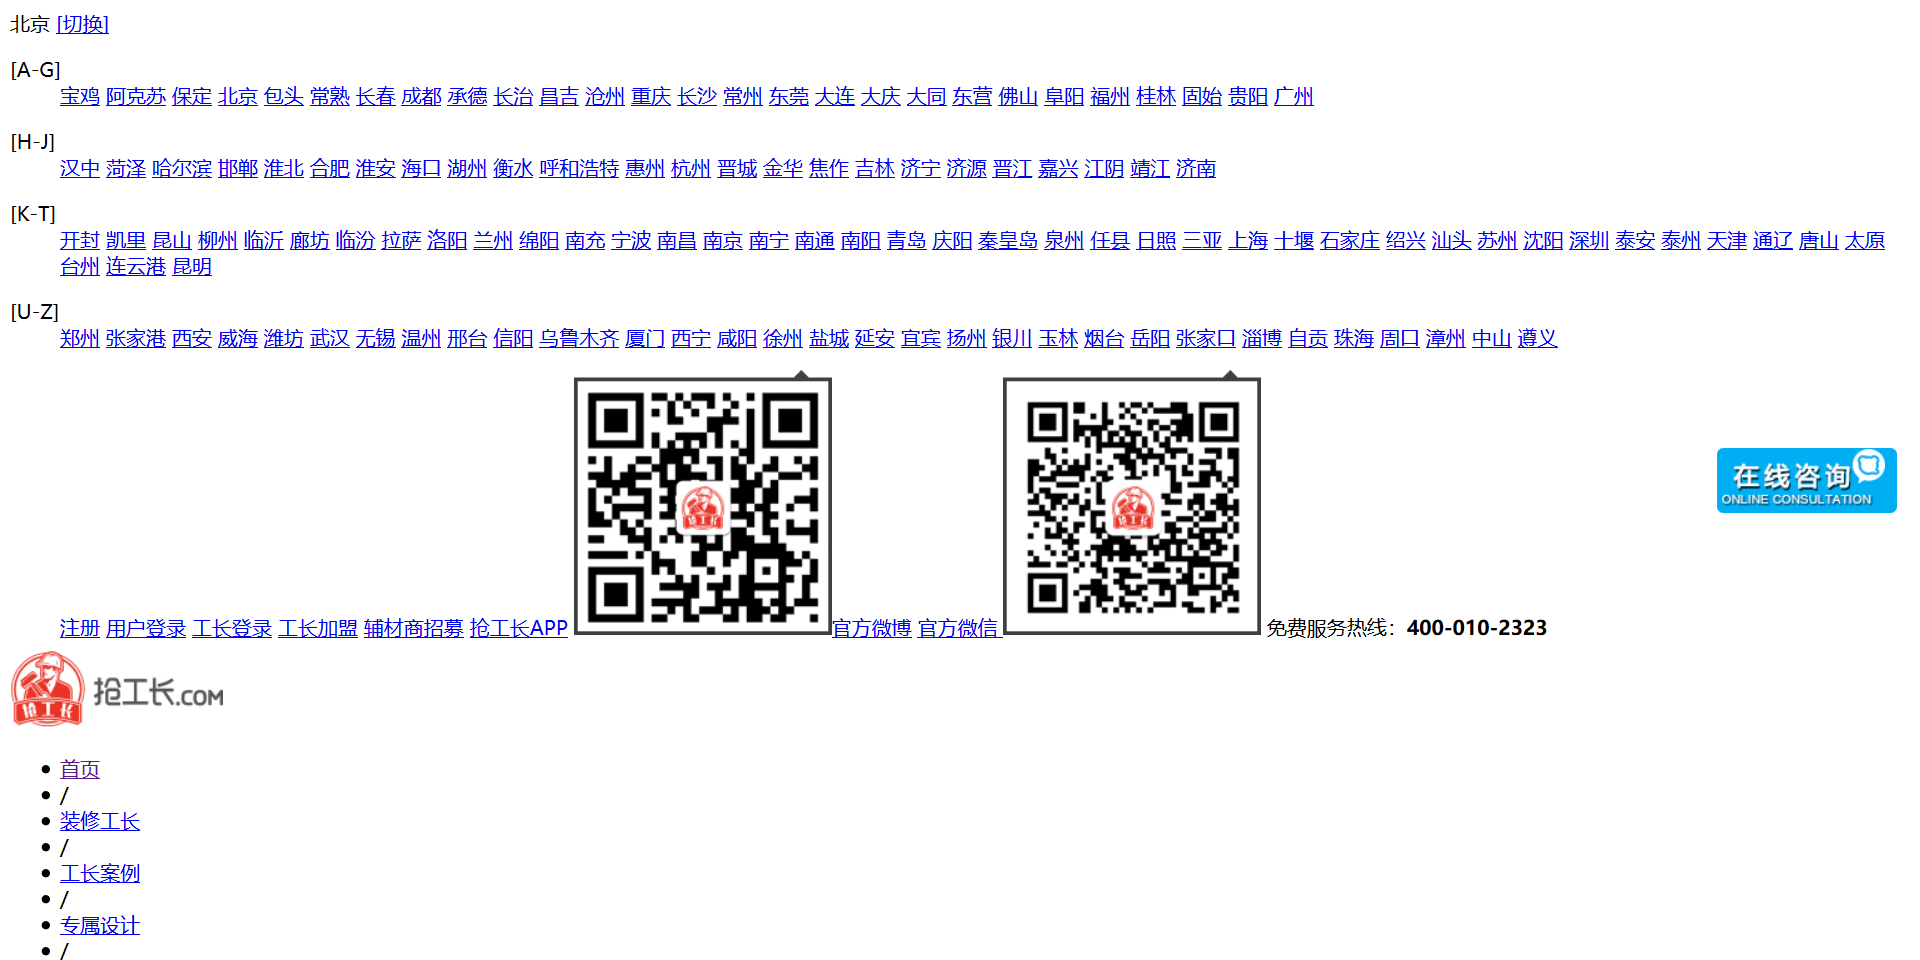 北京 [切换]
[A-G]
宝鸡 阿克苏 保定 北京 包头 常熟 长春 成都 承德 长治 昌吉 沧州 重庆 长沙 常州 东莞 大连 大庆 大同 东营 佛山 阜阳 福州 桂林 固始 贵阳 广州
[H-J]
汉中 菏泽 哈尔滨 邯郸 淮北 合肥 淮安 海口 湖州 衡水 呼和浩特 惠州 杭州 晋城 金华 焦作 吉林 济宁 济源 晋江 嘉兴 江阴 靖江 济南
[K-T]
开封 凯里 昆山 柳州 临沂 廊坊 临汾 拉萨 洛阳 兰州 绵阳 南充 宁波 南昌 南京 南宁 南通 南阳 青岛 庆阳 秦皇岛 泉州 任县 日照 三亚 上海 十堰 石家庄 绍兴 汕头 苏州 沈阳 深圳 泰安 泰州 天津 通辽 唐山 太原
台州 连云港 昆明
[U-Z]
郑州 张家港 西安 威海 潍坊 武汉 无锡 温州 邢台 信阳 乌鲁木齐 厦门 西宁 咸阳 徐州 盐城 延安 宜宾 扬州 银川 玉林 烟台 岳阳 张家口 淄博 自贡 珠海 周口 漳州 中山 遵义
抢工长
抢工长
在线咨询
ONLINE CONSULTATION
注册 用户登录 工长登录 工长加盟 辅材商招募 抢工长APP 官方微博 官方微信 免费服务热线：400-010-2323
抢工长
抢工长.COM
首页
/
装修工长
/
工长案例
/
专属设计
/